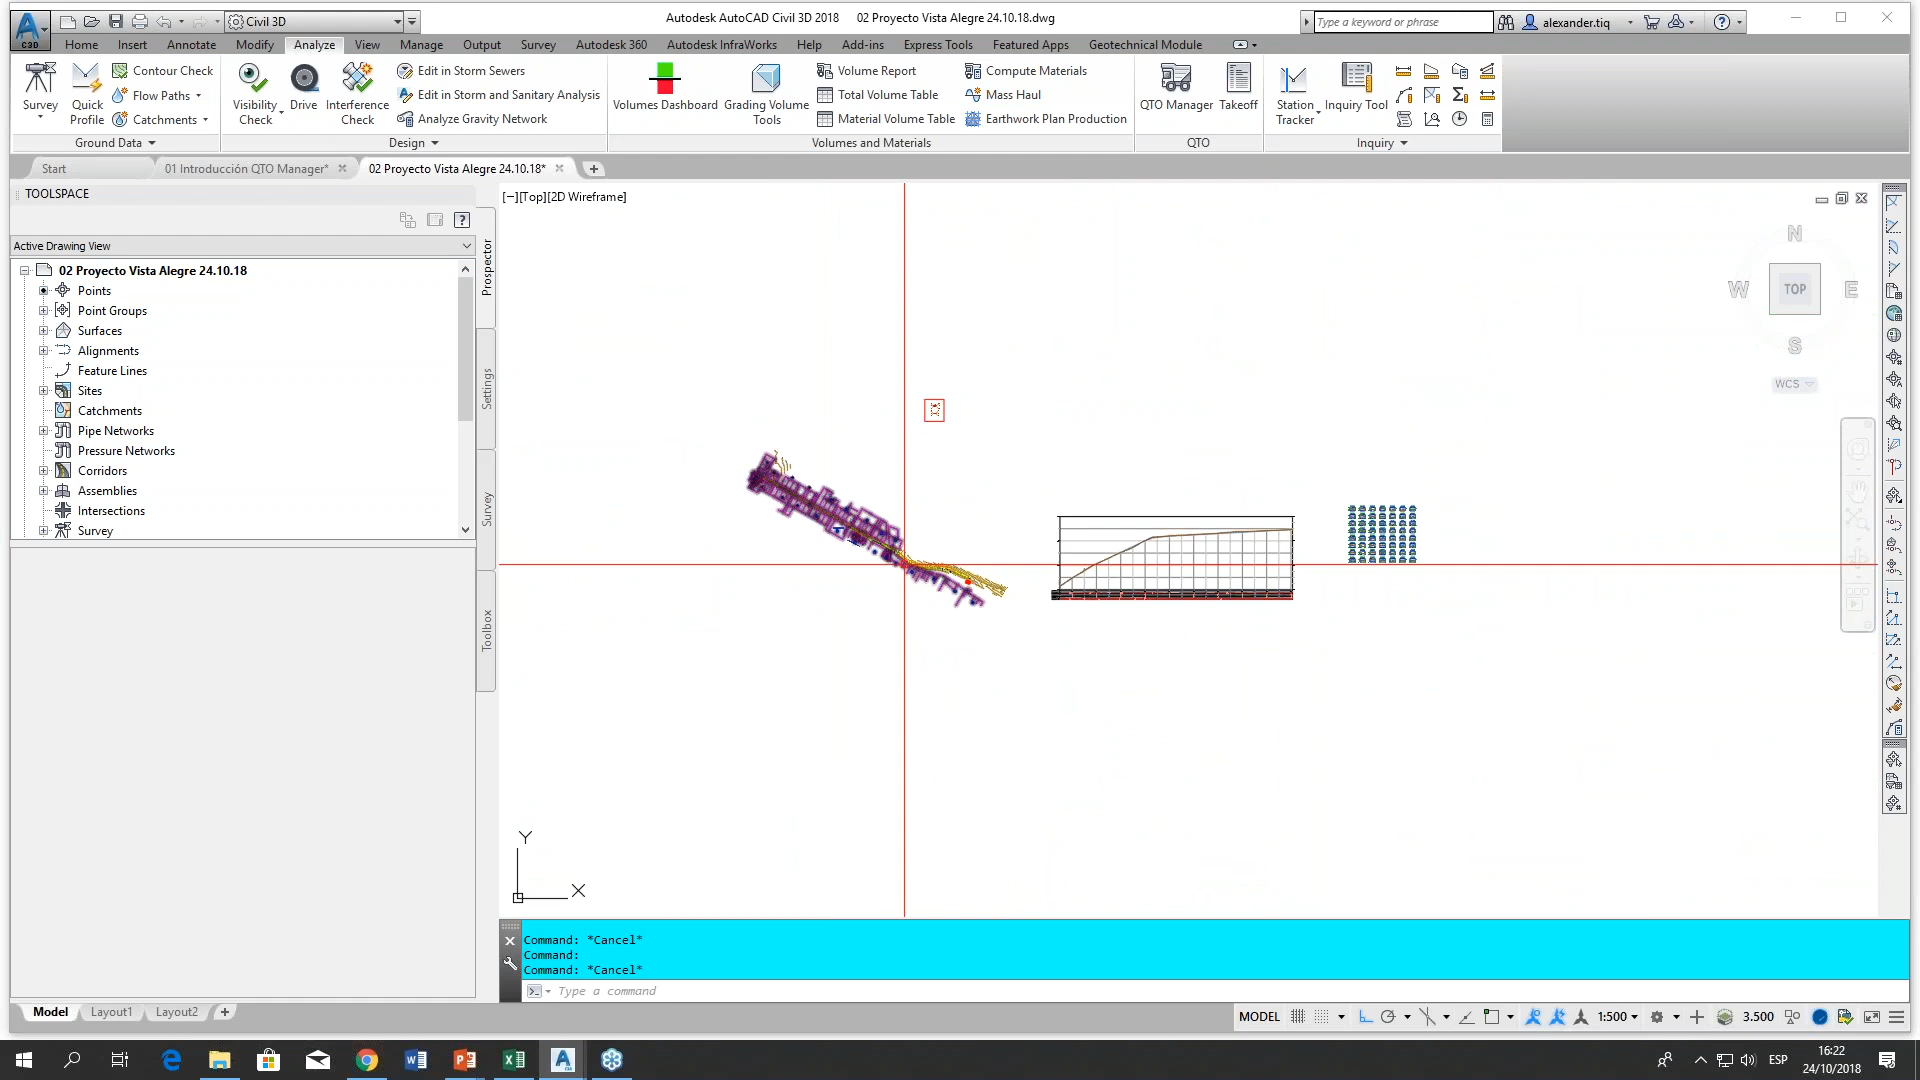 Civil 3D
Autodesk AutoCAD Civil 3D 2018 02 Proyecto Vista Alegre 24.10.18.dwg
Type a keyword or phrase
alexander.tiq
C3D
Home Insert Annotate Modify Analyze View Manage Output Survey Autodesk 360 Autodesk InfraWorks Help Add-ins Express Tools Featured Apps Geotechnical Module
Survey
Quick Profile
Contour Check
Flow Paths
Catchments
Ground Data
Visibility Check
Drive
Interference Check
Edit in Storm Sewers
Edit in Storm and Sanitary Analysis
Analyze Gravity Network
Design
Volumes Dashboard
Grading Volume Tools
Volume Report
Total Volume Table
Material Volume Table
Compute Materials
Mass Haul
Earthwork Plan Production
Volumes and Materials
QTO Manager
Takeoff
QTO
Station Tracker
Inquiry Tool
Inquiry
Start
01 Introducción QTO Manager*
02 Proyecto Vista Alegre 24.10.18*
TOOLSPACE
Active Drawing View
02 Proyecto Vista Alegre 24.10.18
Points
Point Groups
Surfaces
Alignments
Feature Lines
Sites
Catchments
Pipe Networks
Pressure Networks
Corridors
Assemblies
Intersections
Survey
Prospector
Settings
Survey
Toolbox
[−][Top][2D Wireframe]
N
W TOP E
S
WCS
Y
X
Command: *Cancel*
Command:
Command: *Cancel*
Type a command
Model Layout1 Layout2
MODEL
1:500
3.500
ESP
16:22
24/10/2018